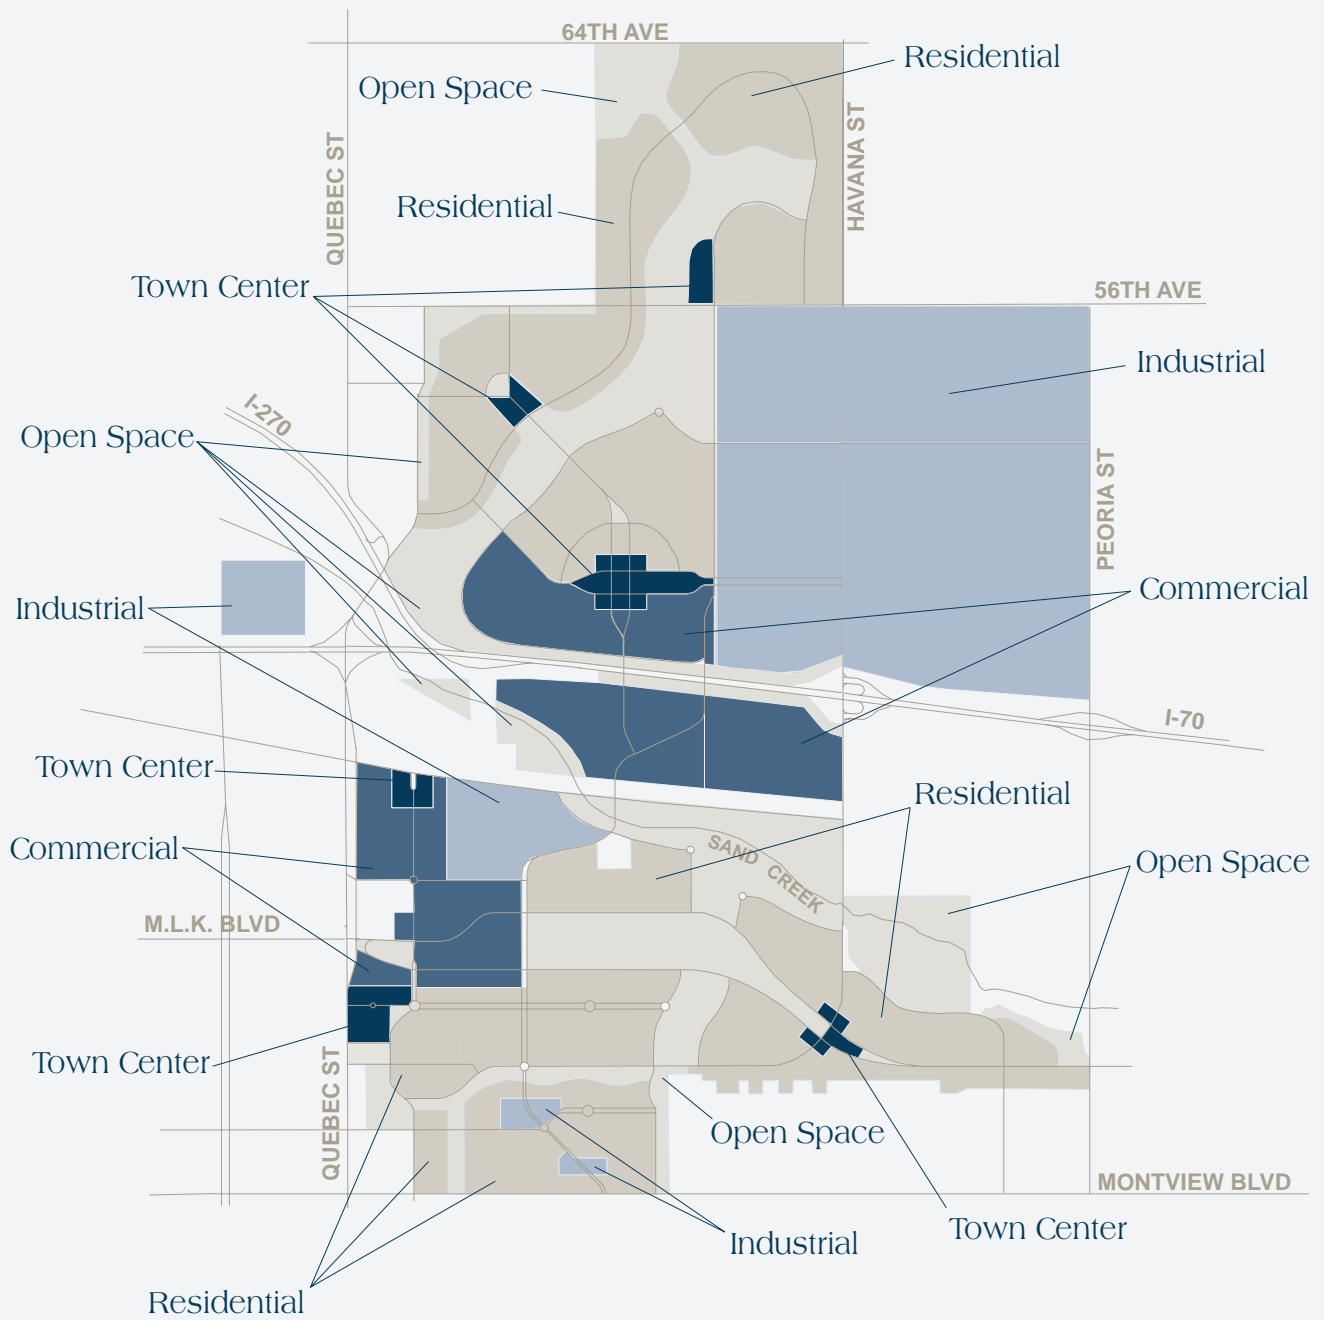 64TH AVE
Residential
Open Space
HAVANA ST
QUEBEC ST
Residential
Town Center
56TH AVE
Industrial
I-270
Open Space
PEORIA ST
Commercial
Industrial
I-70
Town Center
Residential
SAND CREEK
Commercial
Open Space
M.L.K. BLVD
Town Center
QUEBEC ST
Open Space
MONTVIEW BLVD
Town Center
Industrial
Residential